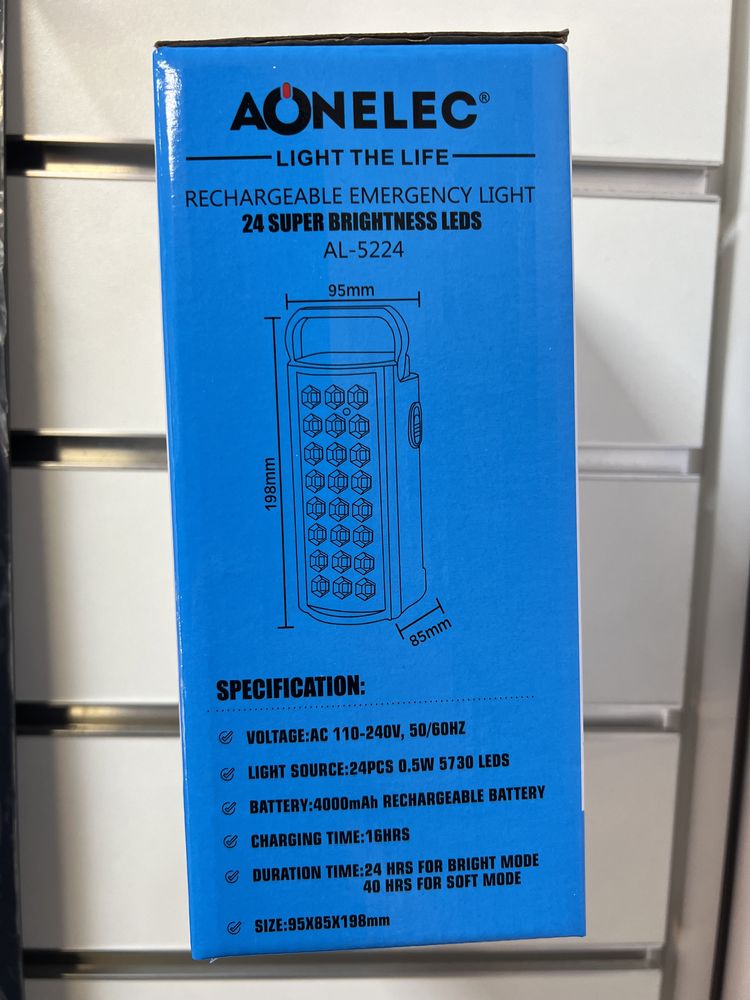 AONELEC®
LIGHT THE LIFE
RECHARGEABLE EMERGENCY LIGHT
24 SUPER BRIGHTNESS LEDS
AL-5224
95mm
198mm
85mm
SPECIFICATION:
VOLTAGE:AC 110-240V, 50/60HZ
LIGHT SOURCE:24PCS 0.5W 5730 LEDS
BATTERY:4000mAh RECHARGEABLE BATTERY
CHARGING TIME:16HRS
DURATION TIME:24 HRS FOR BRIGHT MODE
40 HRS FOR SOFT MODE
SIZE:95X85X198mm